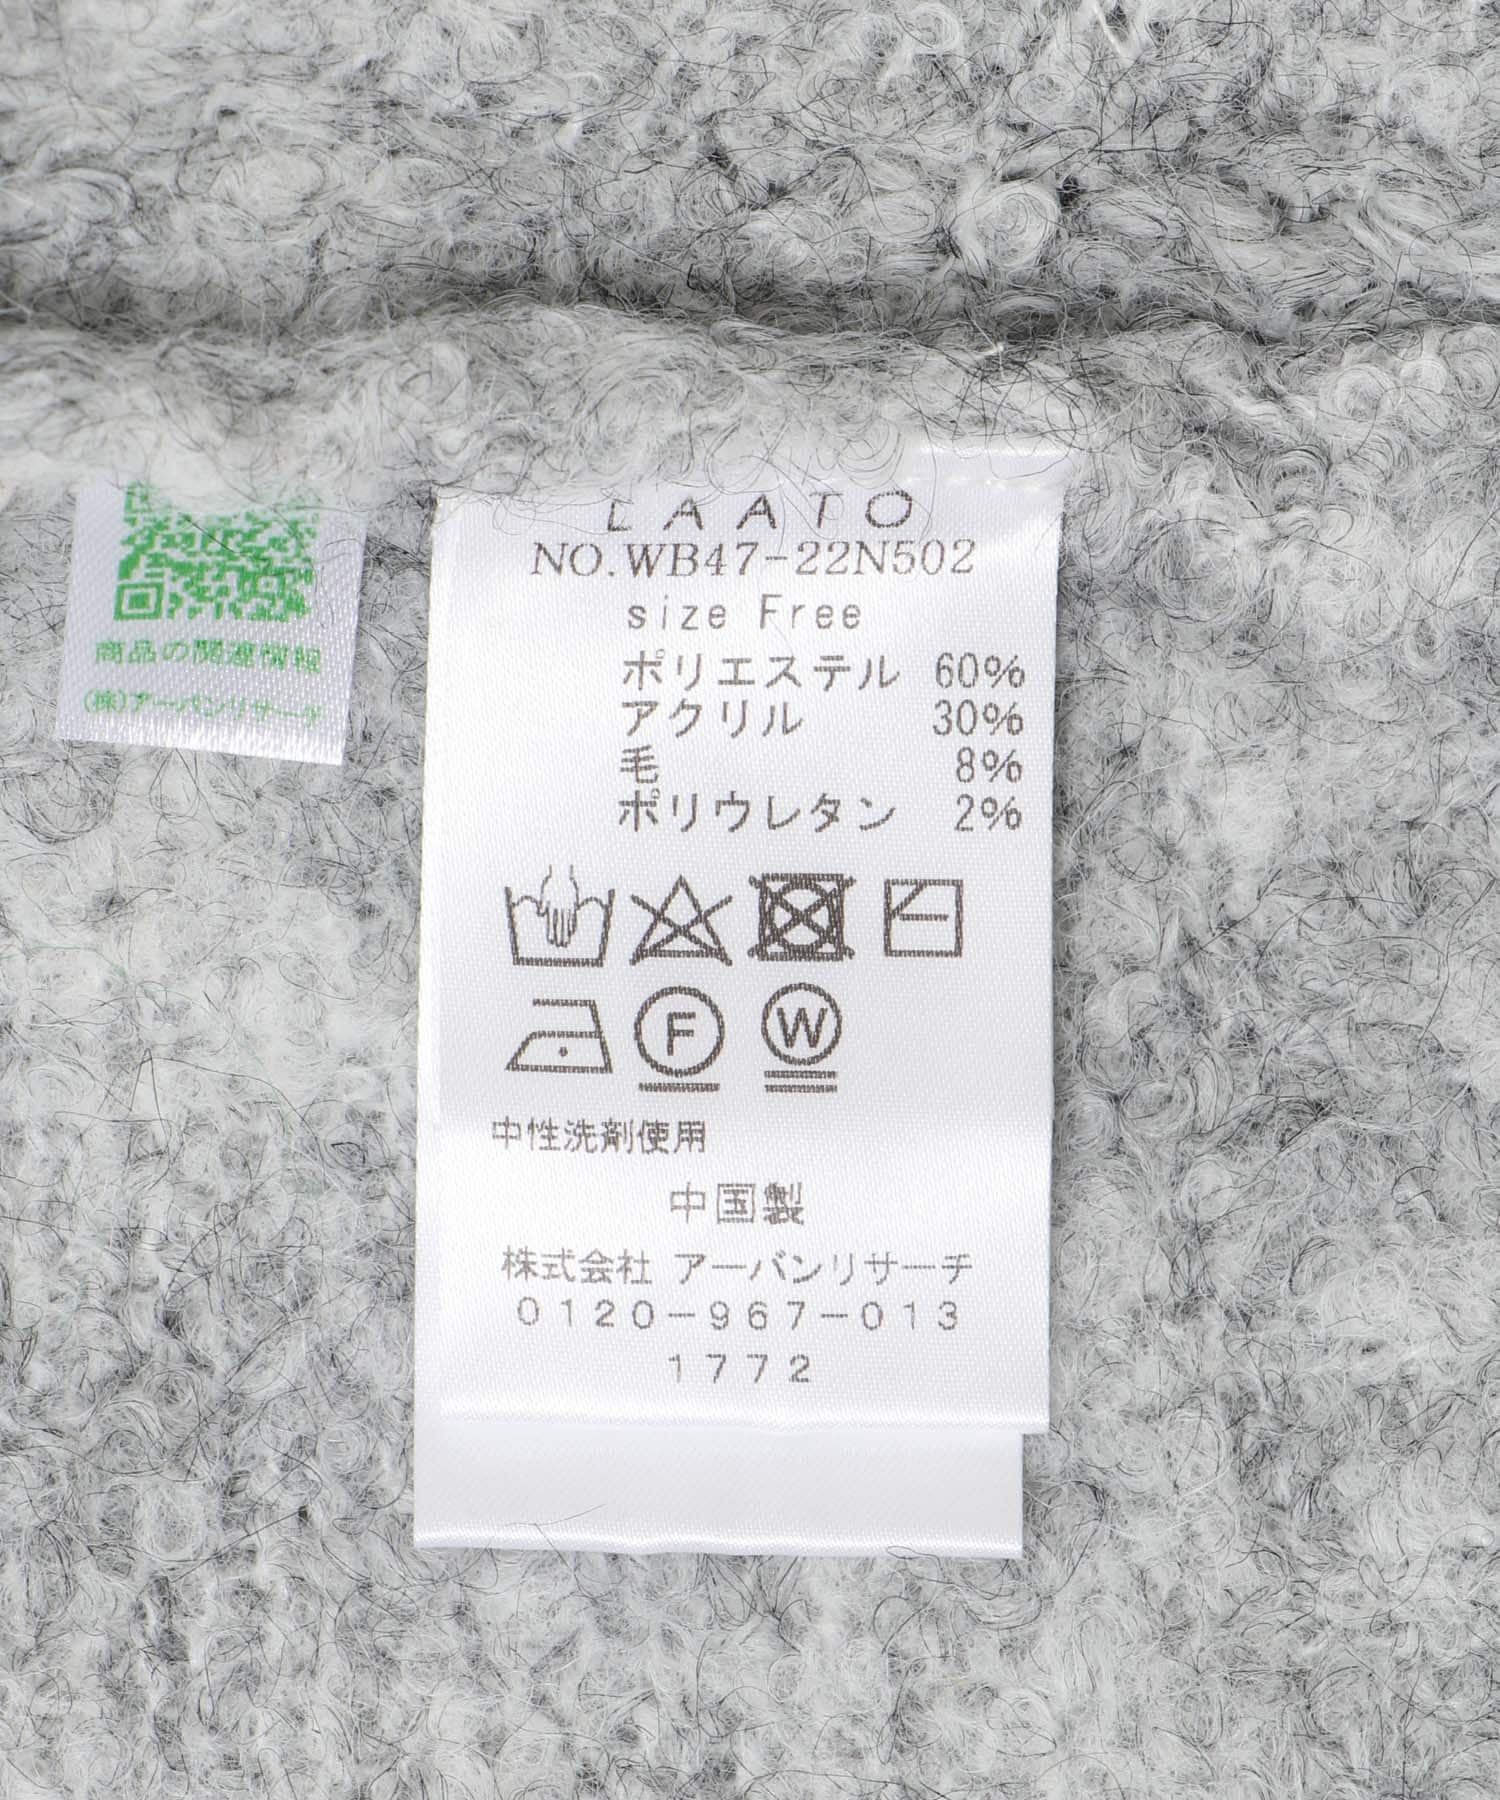 LAATO
NO.WB47-22N502
size Free
ポリエステル 60%
アクリル 30%
毛 8%
ポリウレタン 2%
F
W
中性洗剤使用
中国製
株式会社 アーバンリサーチ
0120-967-013
1772
商品の関連情報
(株)アーバンリサーチ